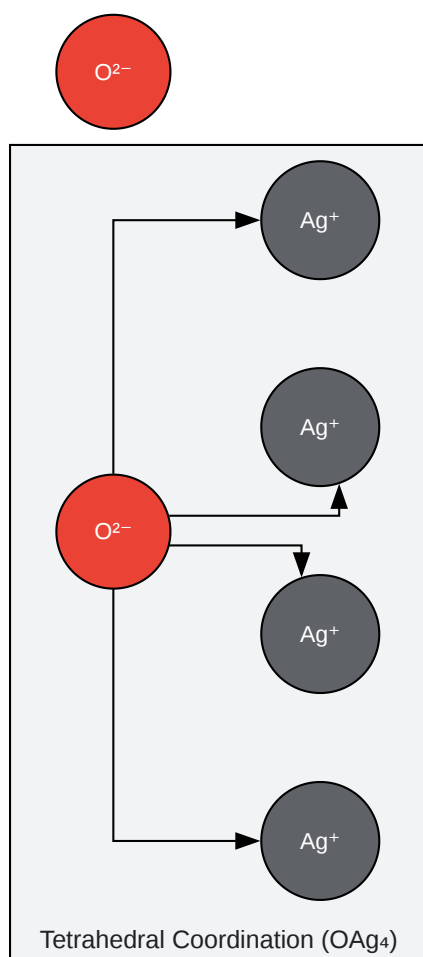 O²⁻
Ag⁺
Ag⁺
O²⁻
Ag⁺
Ag⁺
Tetrahedral Coordination (OAg₄)